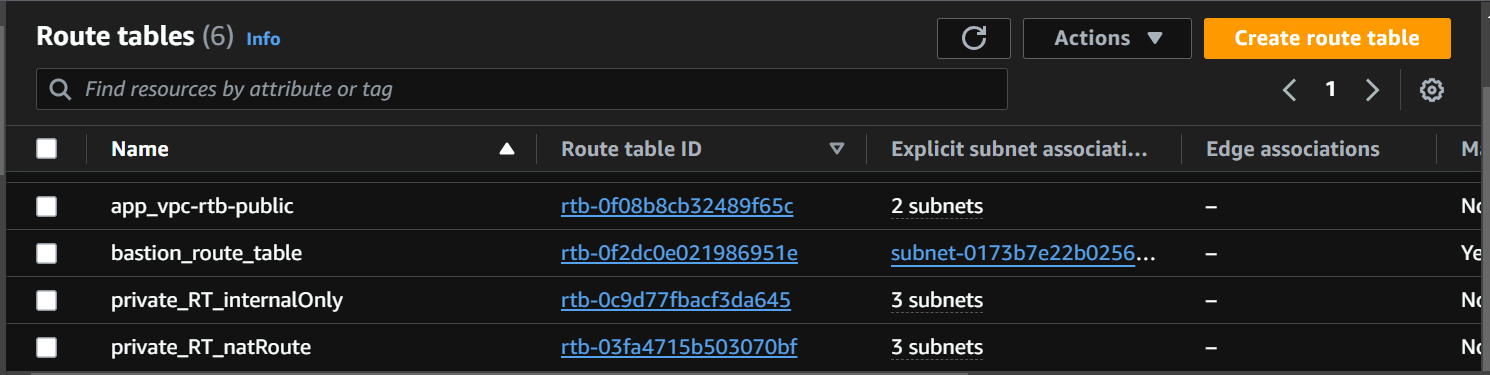 Route tables (6) Info Actions Create route table
Find resources by attribute or tag 1
Name Route table ID Explicit subnet associati... Edge associations
app_vpc-rtb-public rtb-0f08b8cb32489f65c 2 subnets – No
bastion_route_table rtb-0f2dc0e021986951e subnet-0173b7e22b0256... – Ye
private_RT_internalOnly rtb-0c9d77fbacf3da645 3 subnets – No
private_RT_natRoute rtb-03fa4715b503070bf 3 subnets – No